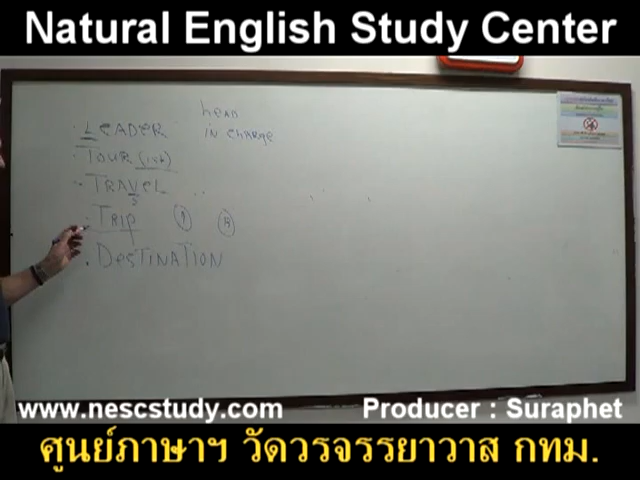 Natural English Study Center
head
· LEADER in charge
· TOUR (ist)
· TRAVEL
s
· TRIP A B
· DESTINATION
www.nescstudy.com Producer : Suraphet
ศูนย์ภาษาฯ วัดวรจรรยาวาส กทม.